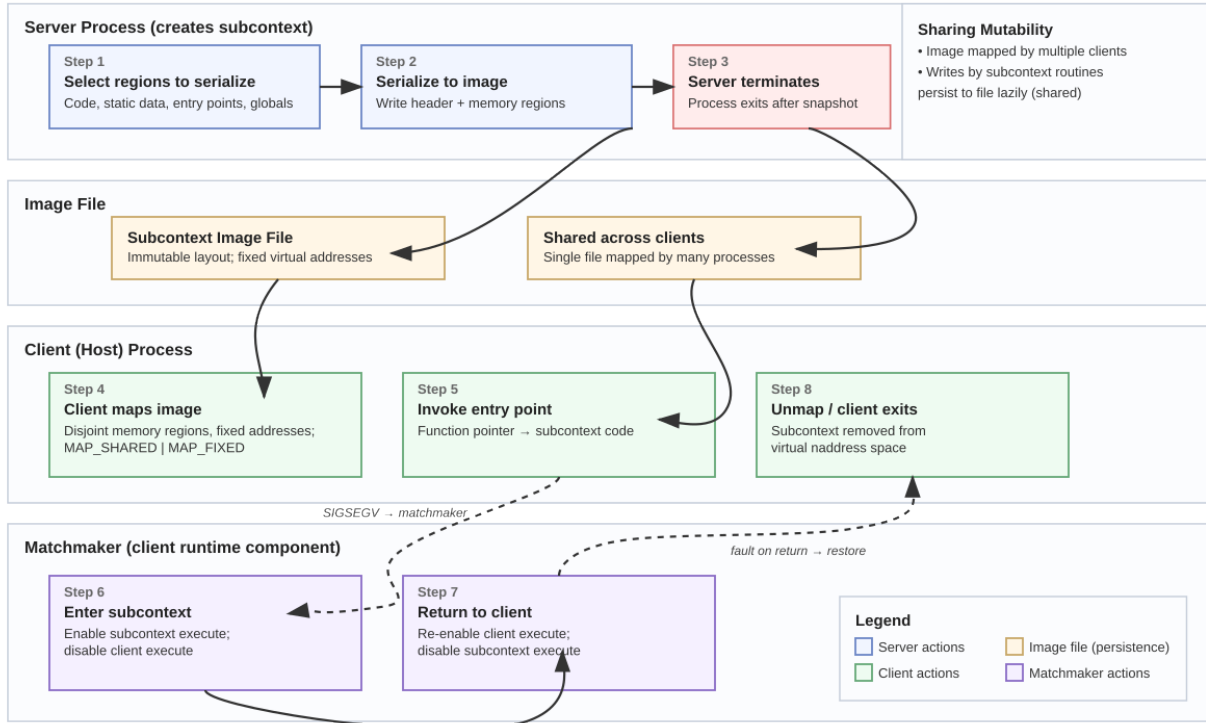 Server Process (creates subcontext)
Step 1
Select regions to serialize
Code, static data, entry points, globals
Step 2
Serialize to image
Write header + memory regions
Step 3
Server terminates
Process exits after snapshot
Sharing Mutability
• Image mapped by multiple clients
• Writes by subcontext routines
persist to file lazily (shared)
Image File
Subcontext Image File
Immutable layout; fixed virtual addresses
Shared across clients
Single file mapped by many processes
Client (Host) Process
Step 4
Client maps image
Disjoint memory regions, fixed addresses;
MAP_SHARED | MAP_FIXED
Step 5
Invoke entry point
Function pointer → subcontext code
Step 8
Unmap / client exits
Subcontext removed from
virtual naddress space
SIGSEGV → matchmaker
Matchmaker (client runtime component)
fault on return → restore
Step 6
Enter subcontext
Enable subcontext execute;
disable client execute
Step 7
Return to client
Re-enable client execute;
disable subcontext execute
Legend
Server actions
Image file (persistence)
Client actions
Matchmaker actions